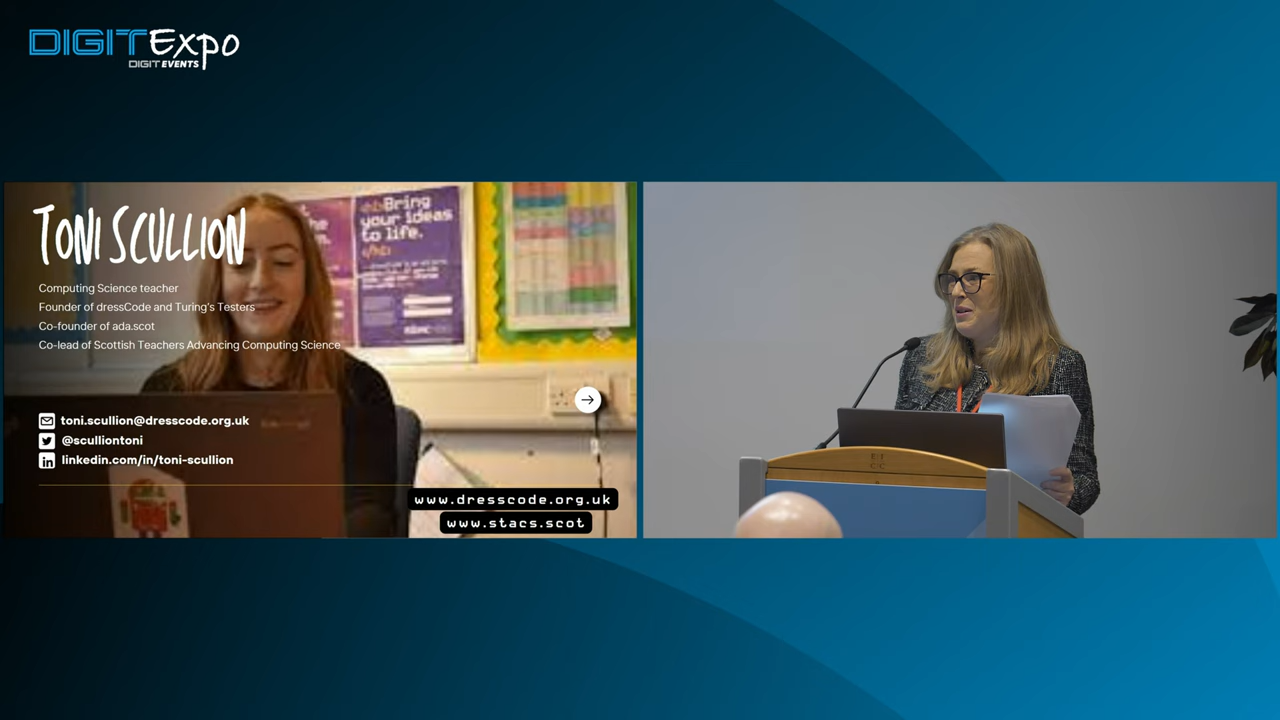 DIGIT Expo
DIGIT EVENTS
TONI SCULLION
Computing Science teacher
Founder of dressCode and Turing's Testers
Co-founder of ada.scot
Co-lead of Scottish Teachers Advancing Computing Science
toni.scullion@dresscode.org.uk
@sculliontoni
linkedin.com/in/toni-scullion
www.dresscode.org.uk
www.stacs.scot
Bring
your ideas
to life.